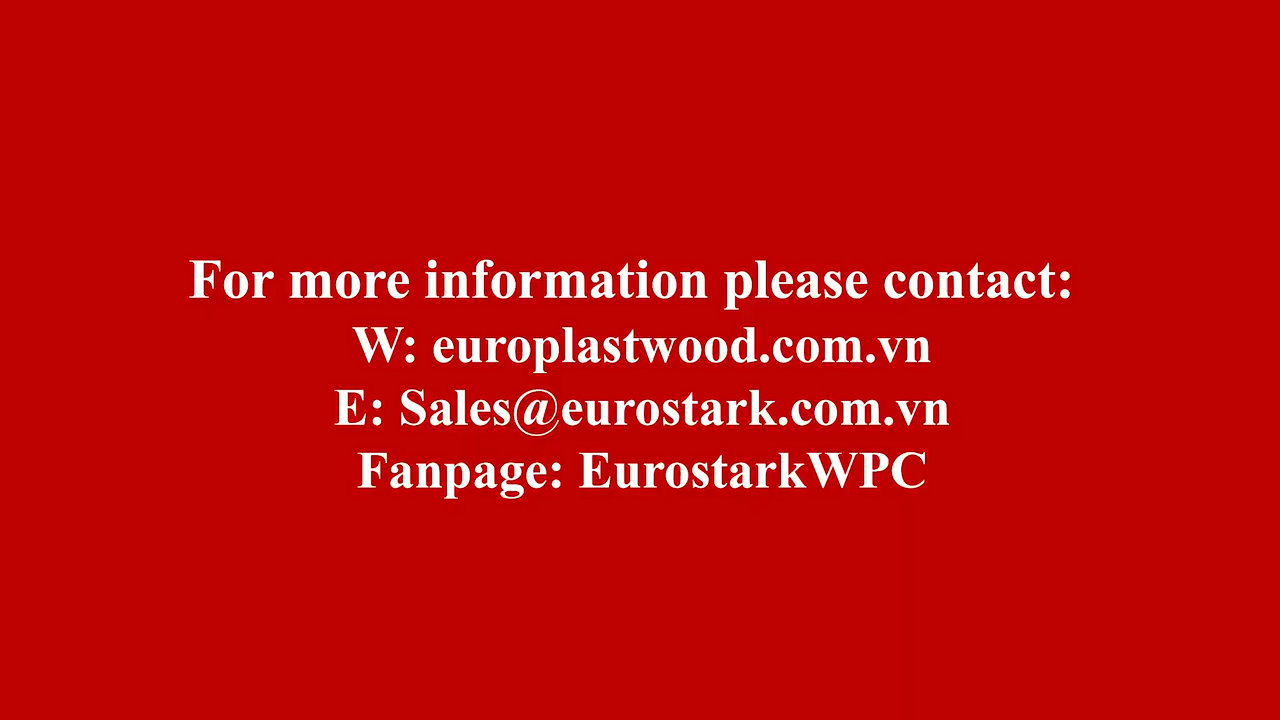 For more information please contact:
W: europlastwood.com.vn
E: Sales@eurostark.com.vn
Fanpage: EurostarkWPC